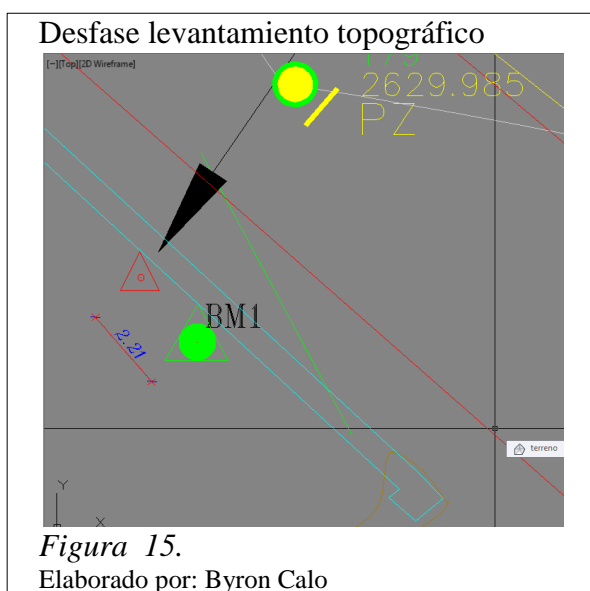 Desfase levantamiento topográfico
[−][Top][2D Wireframe]
2629.985
PZ
BM1
2.21
terreno
Y
X
Figura 15.
Elaborado por: Byron Calo